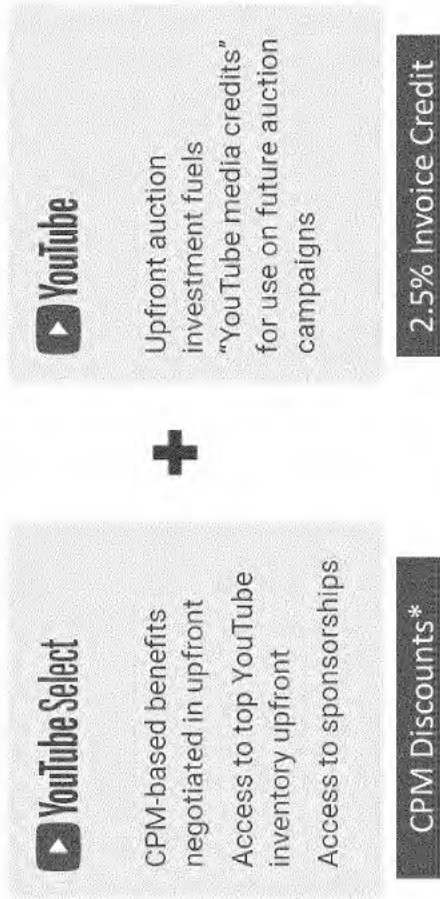 YouTube Select
CPM-based benefits
negotiated in upfront
Access to top YouTube
inventory upfront
Access to sponsorships
CPM Discounts*
+
YouTube
Upfront auction
investment fuels
"YouTube media credits"
for use on future auction
campaigns
2.5% Invoice Credit